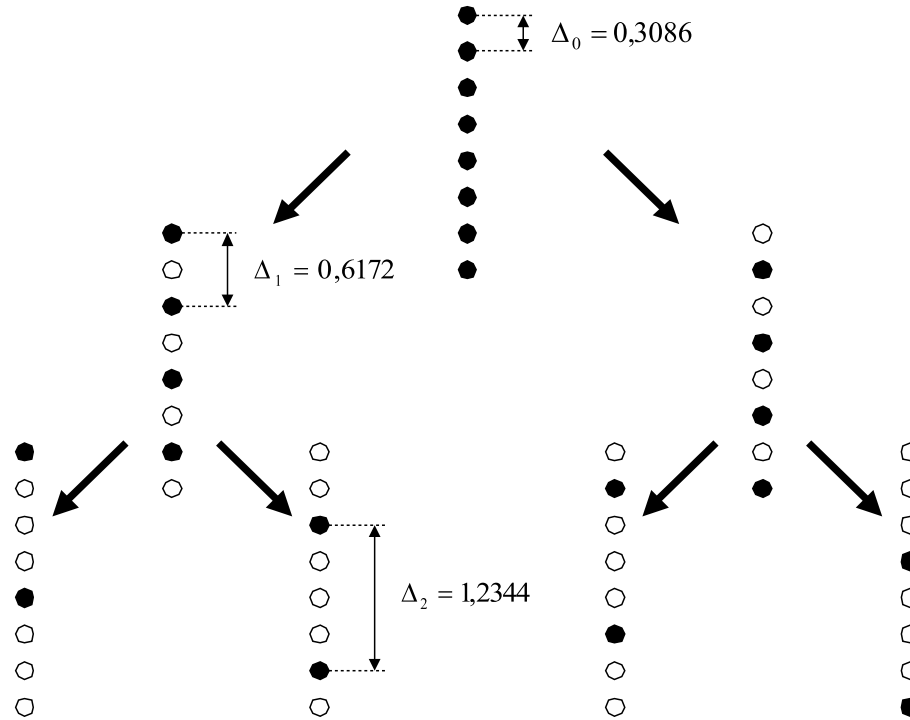 Δ₀ = 0,3086
Δ₁ = 0,6172
Δ₂ = 1,2344